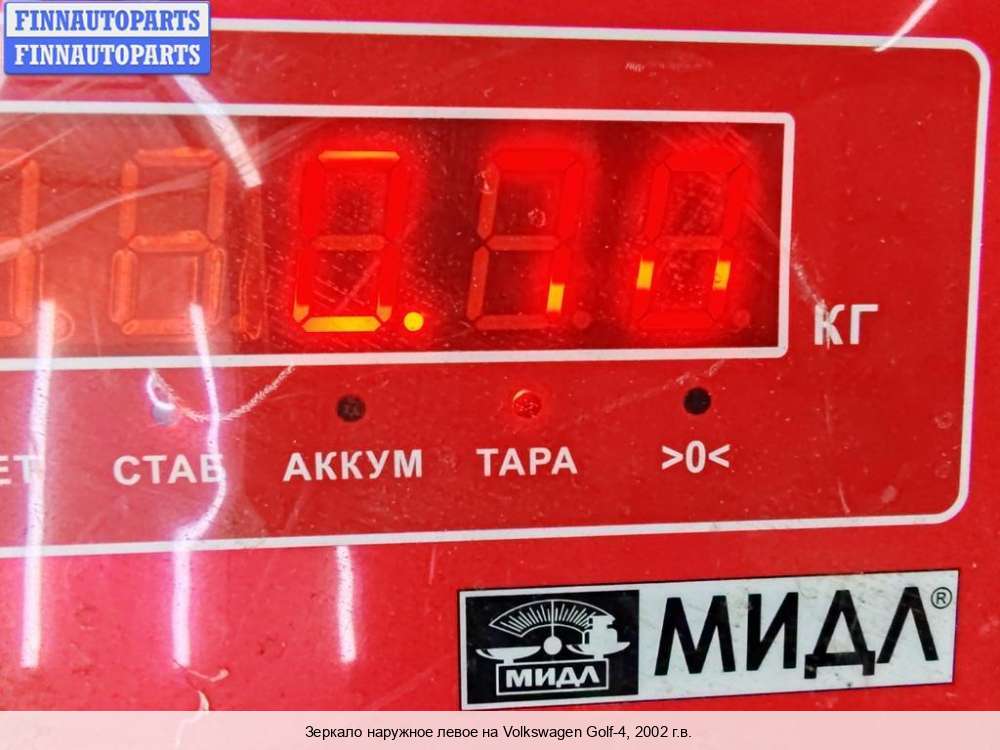 FINNAUTOPARTS
FINNAUTOPARTS
0.70
КГ
ЕТ СТАБ АККУМ ТАРА >0<
МИДЛ МИДЛ®
Зеркало наружное левое на Volkswagen Golf-4, 2002 г.в.